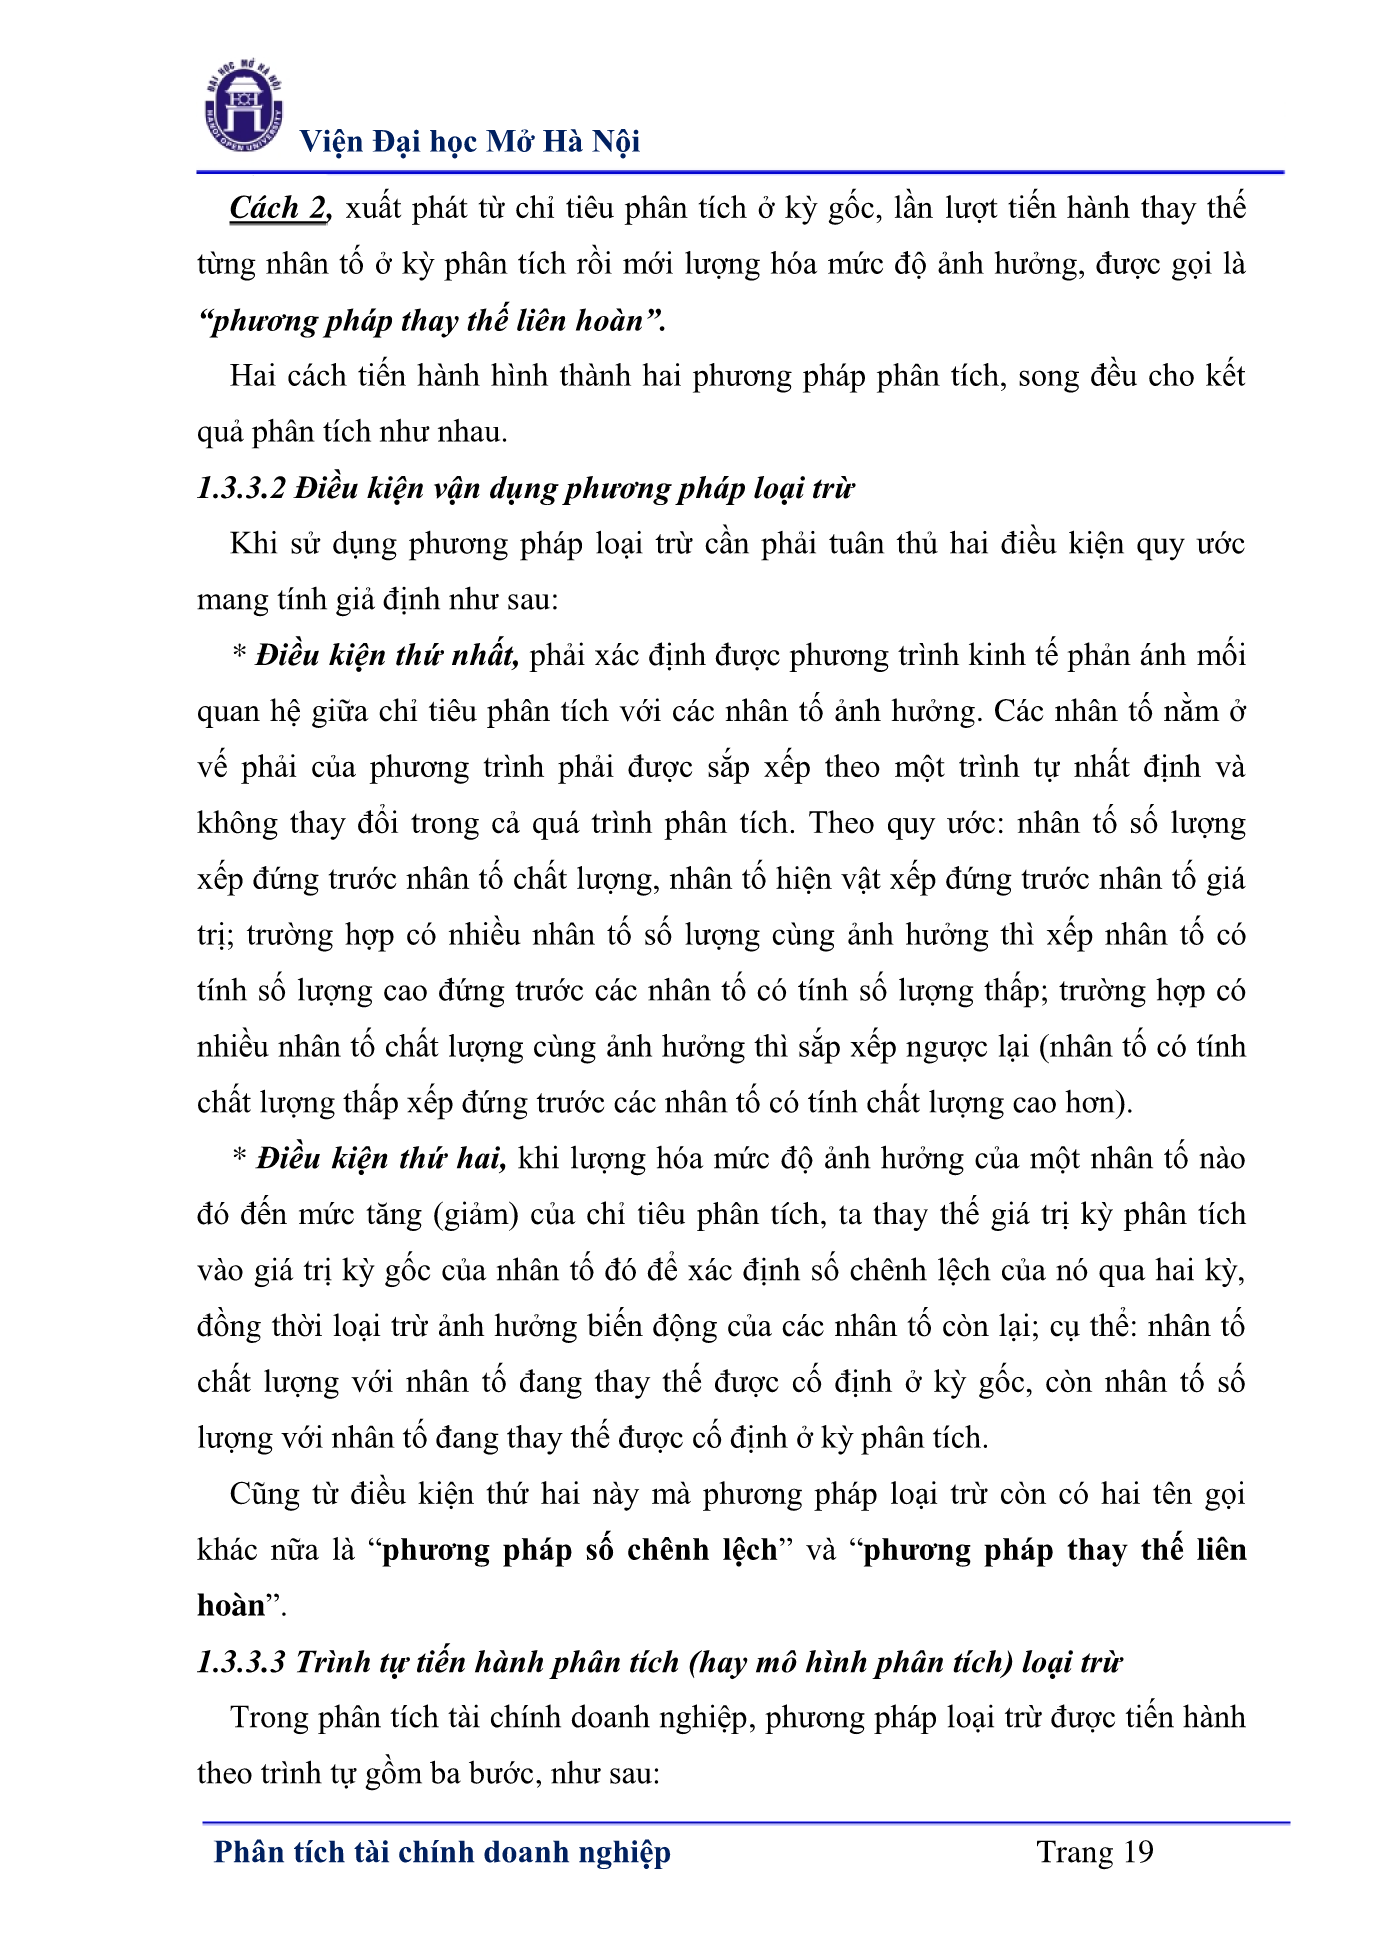 ĐẠI HỌC MỞ HÀ NỘI
HANOI OPEN UNIVERSITY
Viện Đại học Mở Hà Nội
Cách 2, xuất phát từ chỉ tiêu phân tích ở kỳ gốc, lần lượt tiến hành thay thế
từng nhân tố ở kỳ phân tích rồi mới lượng hóa mức độ ảnh hưởng, được gọi là
“phương pháp thay thế liên hoàn”.
Hai cách tiến hành hình thành hai phương pháp phân tích, song đều cho kết
quả phân tích như nhau.
1.3.3.2 Điều kiện vận dụng phương pháp loại trừ
Khi sử dụng phương pháp loại trừ cần phải tuân thủ hai điều kiện quy ước
mang tính giả định như sau:
* Điều kiện thứ nhất, phải xác định được phương trình kinh tế phản ánh mối
quan hệ giữa chỉ tiêu phân tích với các nhân tố ảnh hưởng. Các nhân tố nằm ở
vế phải của phương trình phải được sắp xếp theo một trình tự nhất định và
không thay đổi trong cả quá trình phân tích. Theo quy ước: nhân tố số lượng
xếp đứng trước nhân tố chất lượng, nhân tố hiện vật xếp đứng trước nhân tố giá
trị; trường hợp có nhiều nhân tố số lượng cùng ảnh hưởng thì xếp nhân tố có
tính số lượng cao đứng trước các nhân tố có tính số lượng thấp; trường hợp có
nhiều nhân tố chất lượng cùng ảnh hưởng thì sắp xếp ngược lại (nhân tố có tính
chất lượng thấp xếp đứng trước các nhân tố có tính chất lượng cao hơn).
* Điều kiện thứ hai, khi lượng hóa mức độ ảnh hưởng của một nhân tố nào
đó đến mức tăng (giảm) của chỉ tiêu phân tích, ta thay thế giá trị kỳ phân tích
vào giá trị kỳ gốc của nhân tố đó để xác định số chênh lệch của nó qua hai kỳ,
đồng thời loại trừ ảnh hưởng biến động của các nhân tố còn lại; cụ thể: nhân tố
chất lượng với nhân tố đang thay thế được cố định ở kỳ gốc, còn nhân tố số
lượng với nhân tố đang thay thế được cố định ở kỳ phân tích.
Cũng từ điều kiện thứ hai này mà phương pháp loại trừ còn có hai tên gọi
khác nữa là “phương pháp số chênh lệch” và “phương pháp thay thế liên
hoàn”.
1.3.3.3 Trình tự tiến hành phân tích (hay mô hình phân tích) loại trừ
Trong phân tích tài chính doanh nghiệp, phương pháp loại trừ được tiến hành
theo trình tự gồm ba bước, như sau:
Phân tích tài chính doanh nghiệp Trang 19